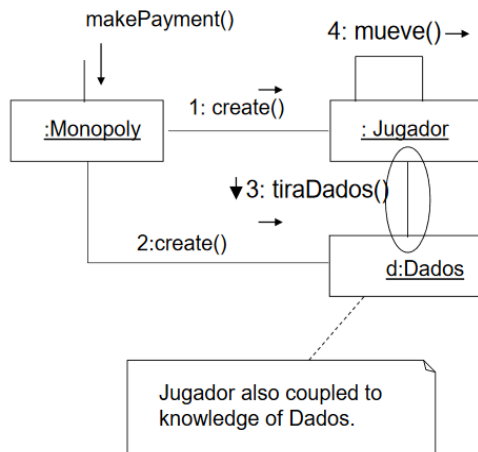 makePayment()
4: mueve()
1: create()
:Monopoly
: Jugador
3: tiraDados()
2:create()
d:Dados
Jugador also coupled to
knowledge of Dados.